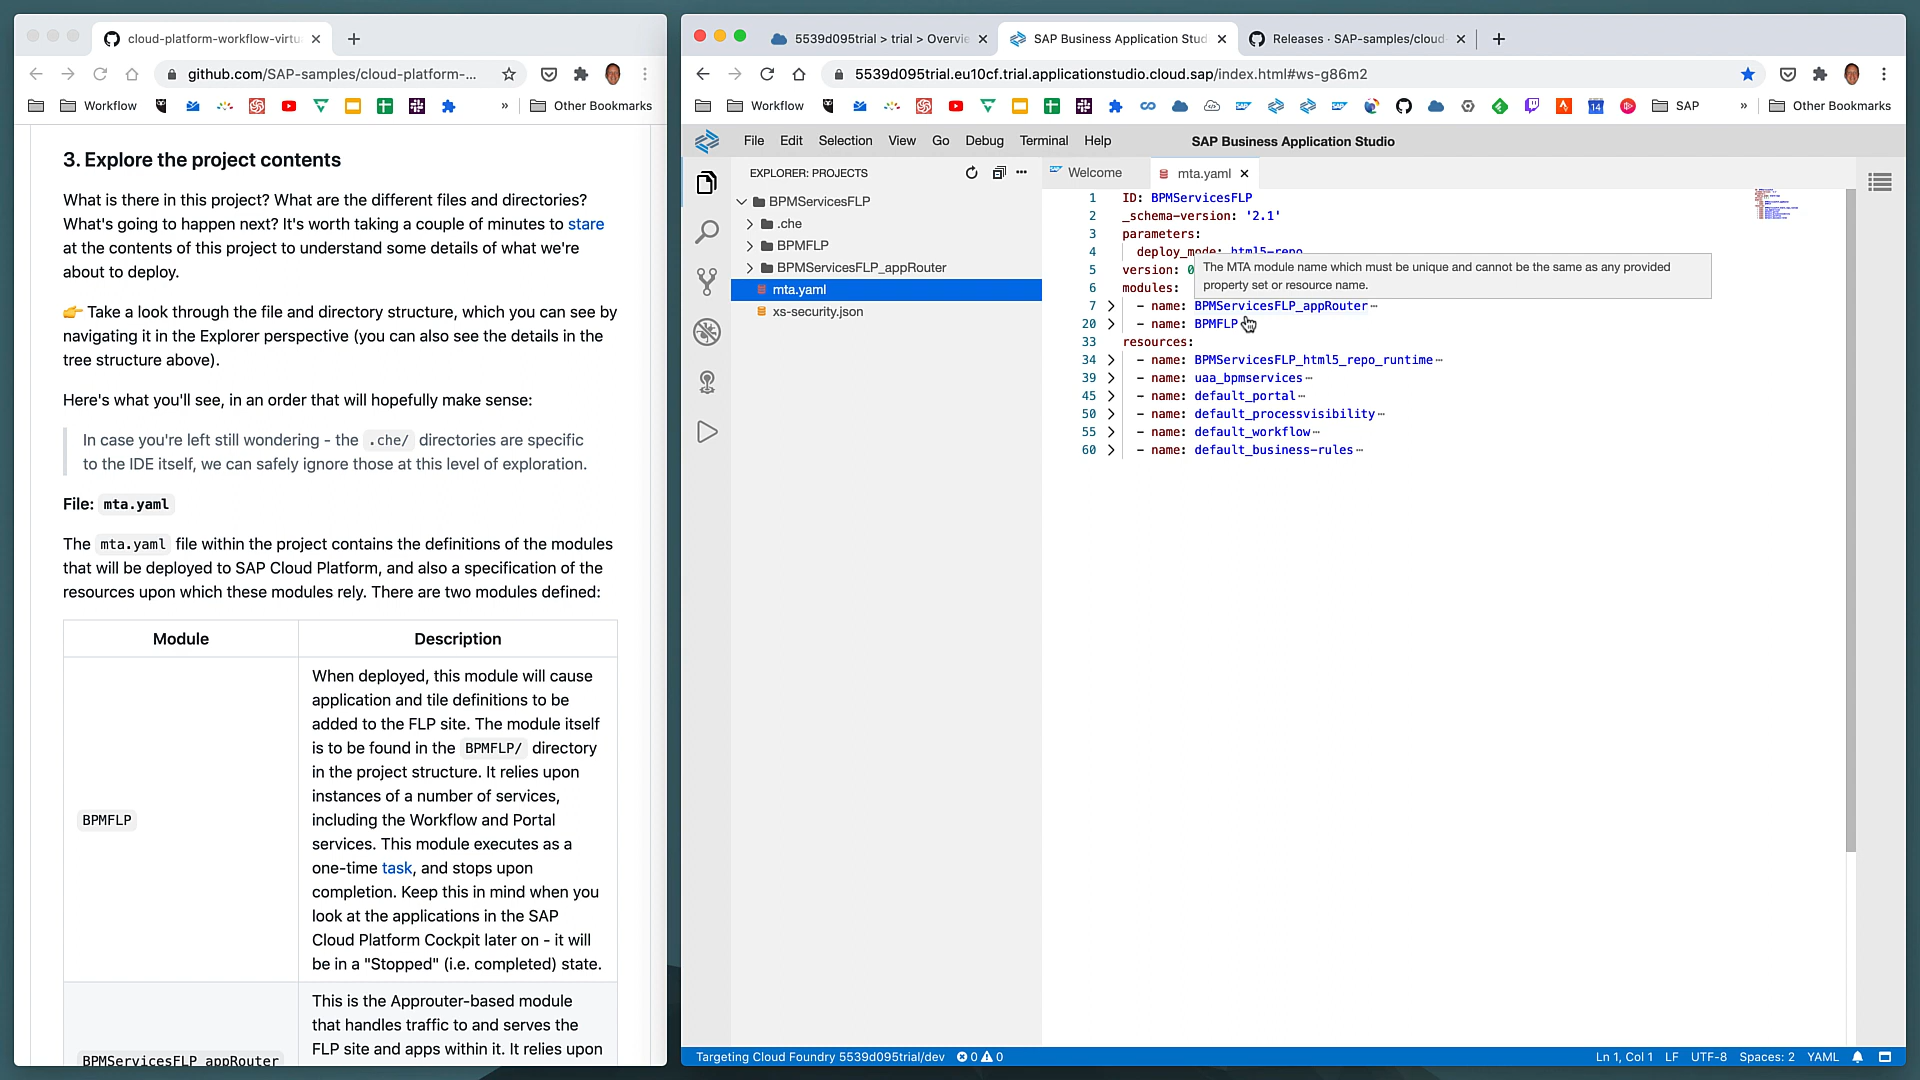 cloud-platform-workflow-virtu
github.com/SAP-samples/cloud-platform-...
Workflow
»
Other Bookmarks
3. Explore the project contents
What is there in this project? What are the different files and directories?
What's going to happen next? It's worth taking a couple of minutes to stare
at the contents of this project to understand some details of what we're
about to deploy.
👉 Take a look through the file and directory structure, which you can see by
navigating it in the Explorer perspective (you can also see the details in the
tree structure above).
Here's what you'll see, in an order that will hopefully make sense:
In case you're left still wondering - the .che/ directories are specific
to the IDE itself, we can safely ignore those at this level of exploration.
File: mta.yaml
The mta.yaml file within the project contains the definitions of the modules
that will be deployed to SAP Cloud Platform, and also a specification of the
resources upon which these modules rely. There are two modules defined:
Module Description
BPMFLP
When deployed, this module will cause
application and tile definitions to be
added to the FLP site. The module itself
is to be found in the BPMFLP/ directory
in the project structure. It relies upon
instances of a number of services,
including the Workflow and Portal
services. This module executes as a
one-time task, and stops upon
completion. Keep this in mind when you
look at the applications in the SAP
Cloud Platform Cockpit later on - it will
be in a "Stopped" (i.e. completed) state.
BPMServicesFLP_appRouter
This is the Approuter-based module
that handles traffic to and serves the
FLP site and apps within it. It relies upon
5539d095trial > trial > Overvie
SAP Business Application Stud
Releases · SAP-samples/cloud-
5539d095trial.eu10cf.trial.applicationstudio.cloud.sap/index.html#ws-g86m2
Workflow
14
SAP
»
Other Bookmarks
File Edit Selection View Go Debug Terminal Help
SAP Business Application Studio
EXPLORER: PROJECTS
BPMServicesFLP
.che
BPMFLP
BPMServicesFLP_appRouter
mta.yaml
xs-security.json
Welcome
mta.yaml
1 ID: BPMServicesFLP
2 _schema-version: '2.1'
3 parameters:
4 deploy_mode: html5-repo
5 version: 0
6 modules:
The MTA module name which must be unique and cannot be the same as any provided
property set or resource name.
7 - name: BPMServicesFLP_appRouter…
20 - name: BPMFLP
33 resources:
34 - name: BPMServicesFLP_html5_repo_runtime…
39 - name: uaa_bpmservices…
45 - name: default_portal…
50 - name: default_processvisibility…
55 - name: default_workflow…
60 - name: default_business-rules…
Targeting Cloud Foundry 5539d095trial/dev 0 0
Ln 1, Col 1 LF UTF-8 Spaces: 2 YAML